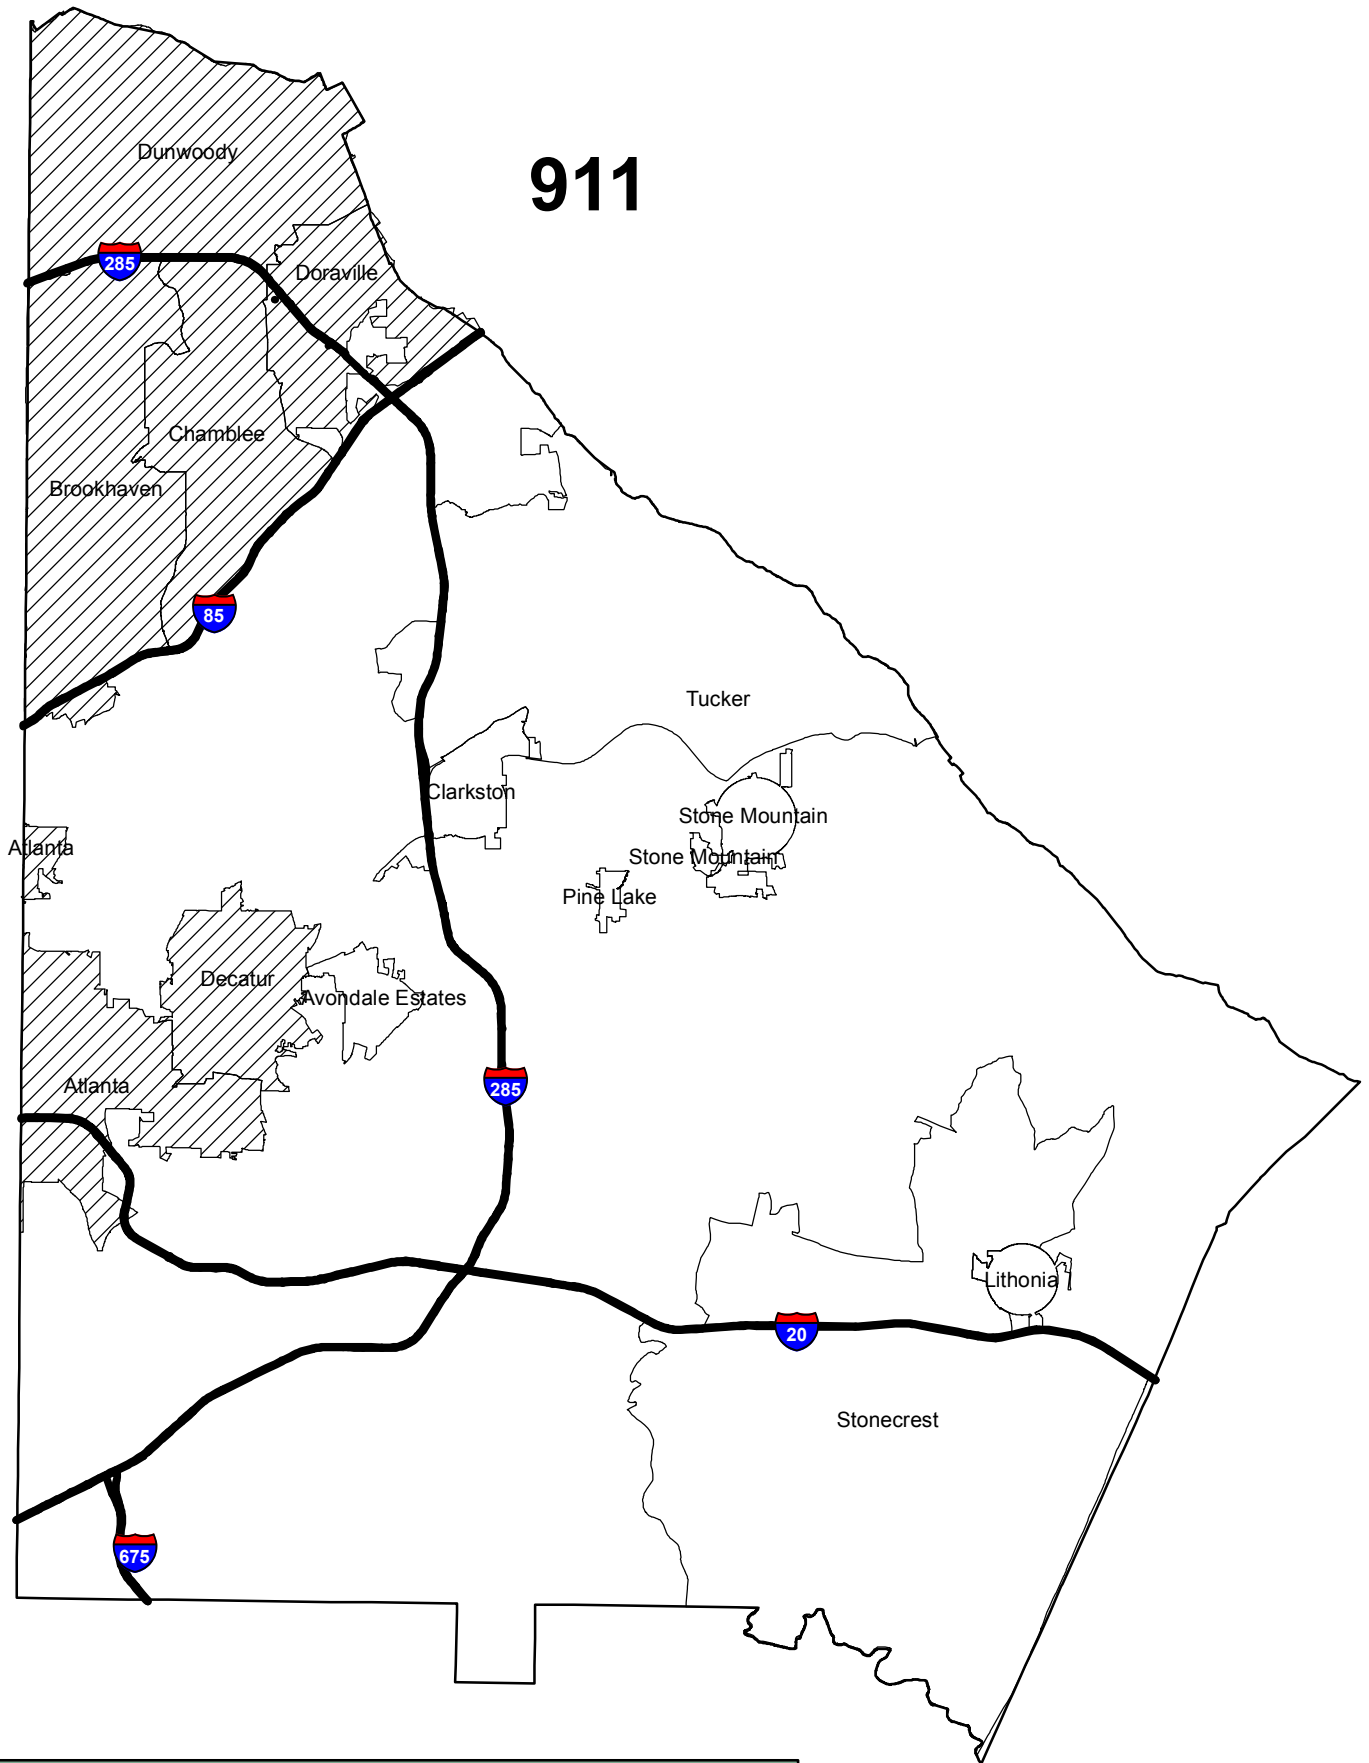 Dunwoody
911
285
Doraville
Chamblee
Brookhaven
85
Tucker
Clarkston
Stone Mountain
Atlanta
Stone Mountain
Pine Lake
Decatur
Avondale Estates
Atlanta
285
Lithonia
20
Stonecrest
675